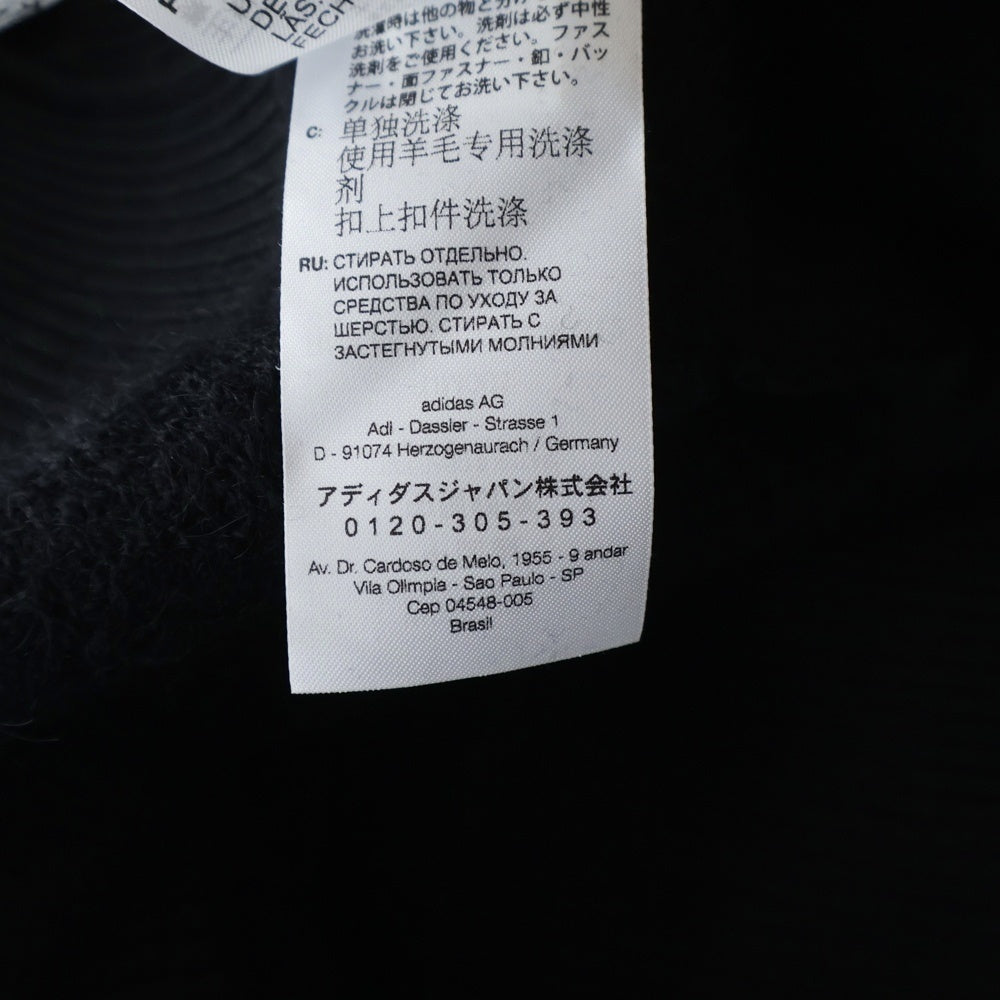 DE
LAS
FECH
洗濯時は他の物と分け
お洗い下さい。洗剤は必ず中性
洗剤をご使用ください。ファス
ナー・面ファスナー・釦・バッ
クルは閉じてお洗い下さい。
C: 单独洗涤
使用羊毛专用洗涤
剂
扣上扣件洗涤
RU: СТИРАТЬ ОТДЕЛЬНО.
ИСПОЛЬЗОВАТЬ ТОЛЬКО
СРЕДСТВА ПО УХОДУ ЗА
ШЕРСТЬЮ. СТИРАТЬ С
ЗАСТЕГНУТЫМИ МОЛНИЯМИ
adidas AG
Adi - Dassler - Strasse 1
D - 91074 Herzogenaurach / Germany
アディダスジャパン株式会社
0120-305-393
Av. Dr. Cardoso de Melo, 1955 - 9 andar
Vila Olimpia - Sao Paulo - SP
Cep 04548-005
Brasil